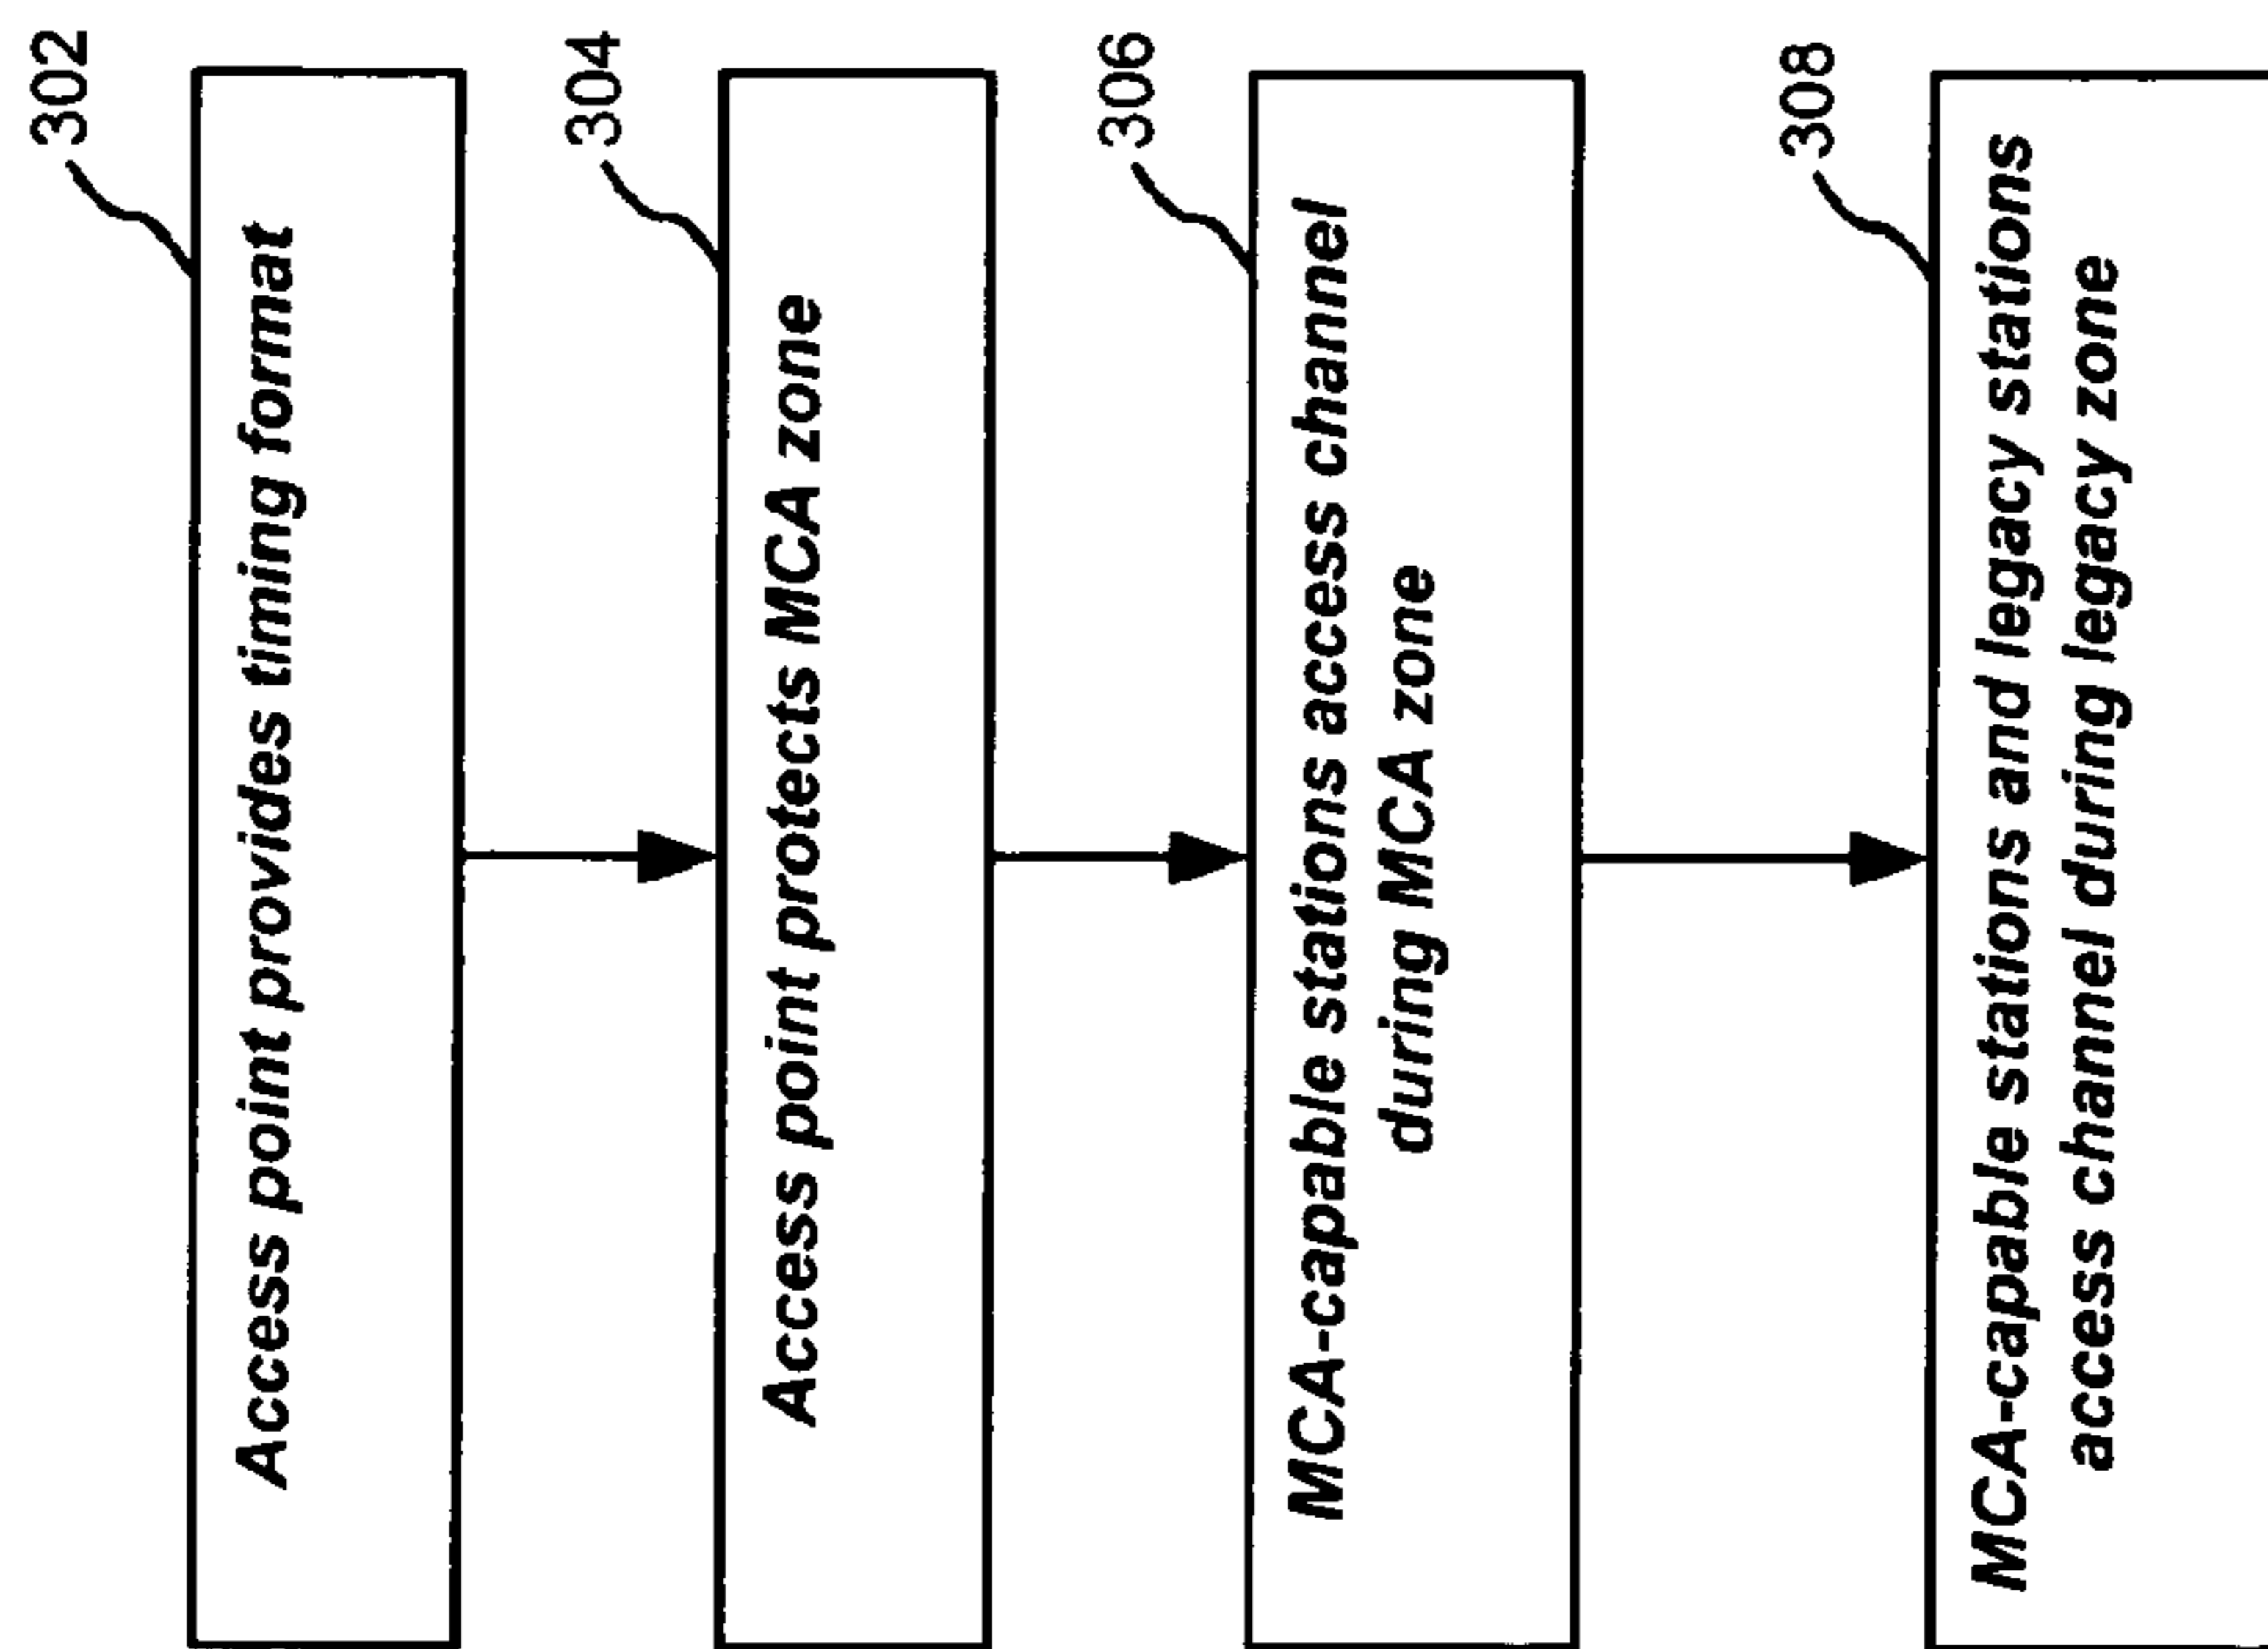 302
Access point provides timing format
304
Access point protects MCA zone
306
MCA-capable stations access channel
during MCA zone
308
MCA-capable stations and legacy stations
access channel during legacy zone